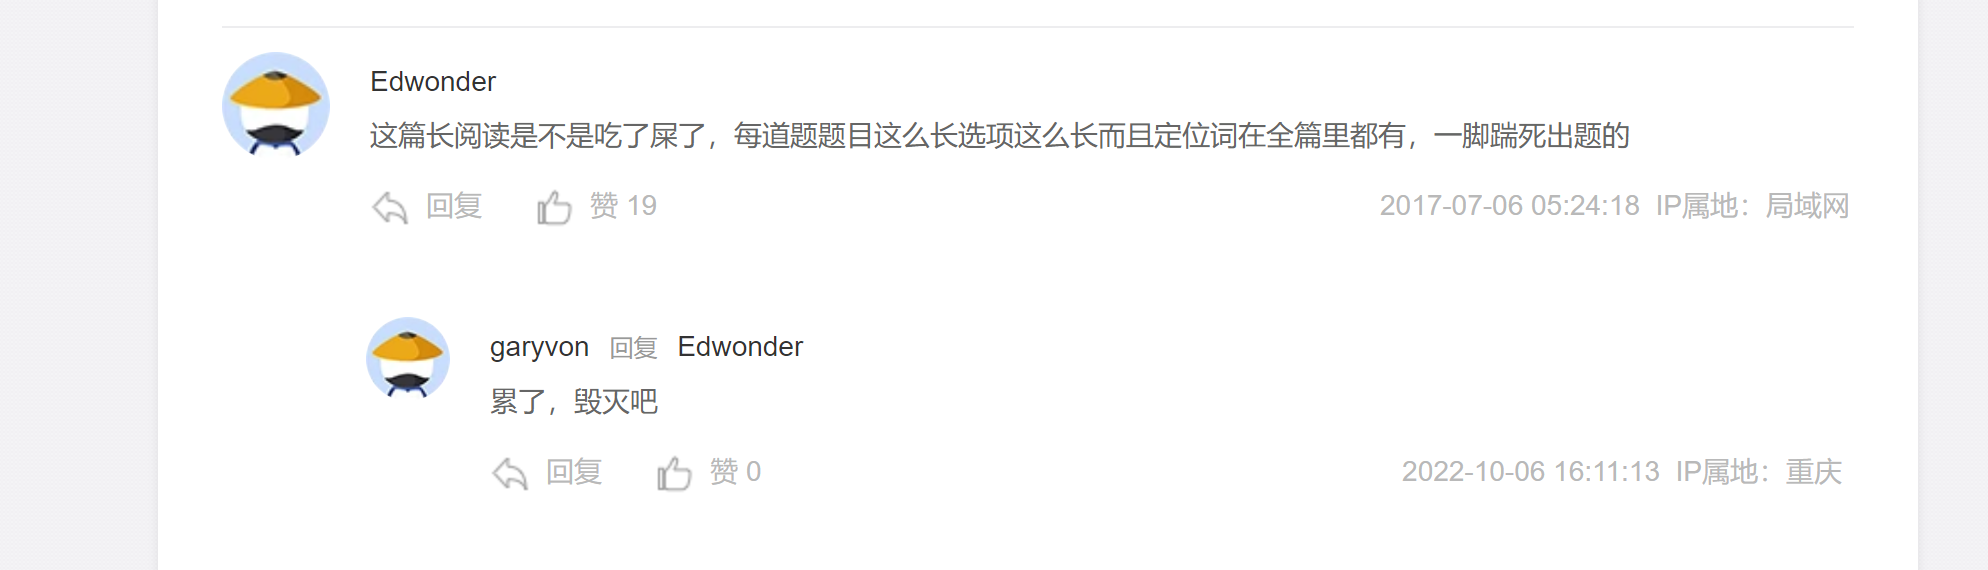 Edwonder
这篇长阅读是不是吃了屎了，每道题题目这么长选项这么长而且定位词在全篇里都有，一脚踹死出题的
回复 赞 19 2017-07-06 05:24:18 IP属地：局域网
garyvon 回复 Edwonder
累了，毁灭吧
回复 赞 0 2022-10-06 16:11:13 IP属地：重庆